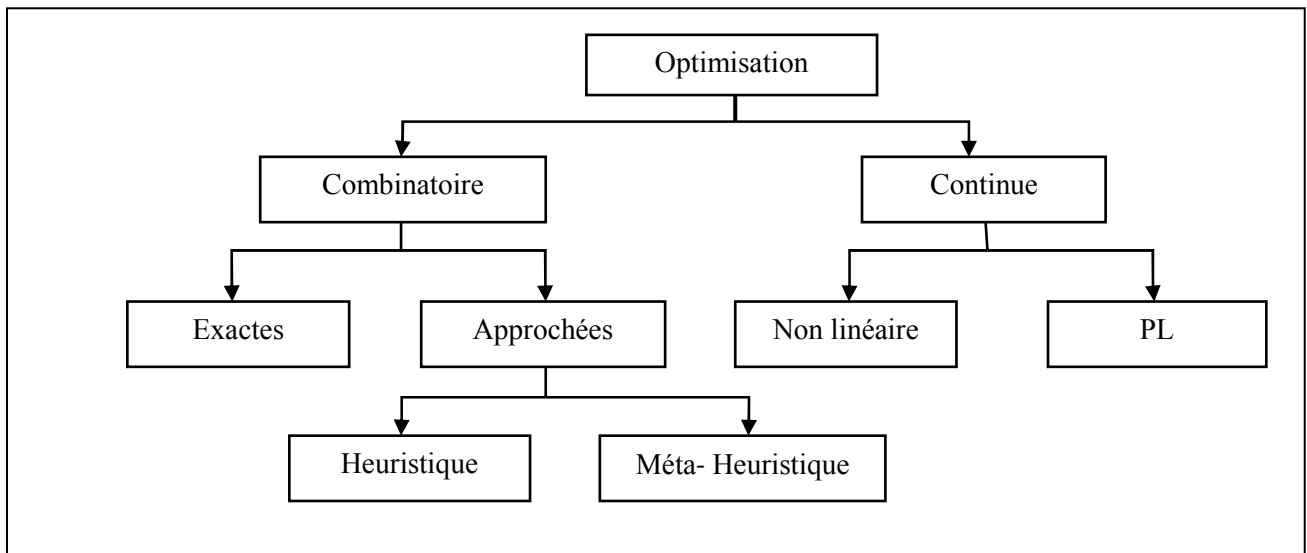 Optimisation
Combinatoire
Continue
Exactes
Approchées
Non linéaire
PL
Heuristique
Méta- Heuristique